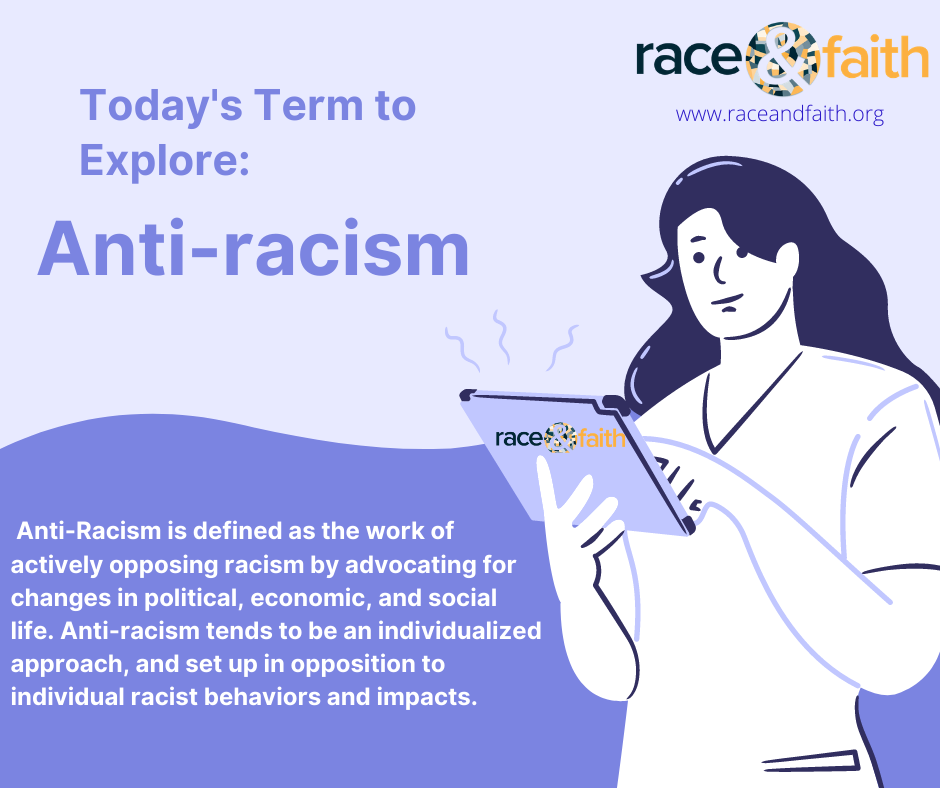 race&faith
www.raceandfaith.org
Today's Term to
Explore:
Anti-racism
race&faith
Anti-Racism is defined as the work of
actively opposing racism by advocating for
changes in political, economic, and social
life. Anti-racism tends to be an individualized
approach, and set up in opposition to
individual racist behaviors and impacts.